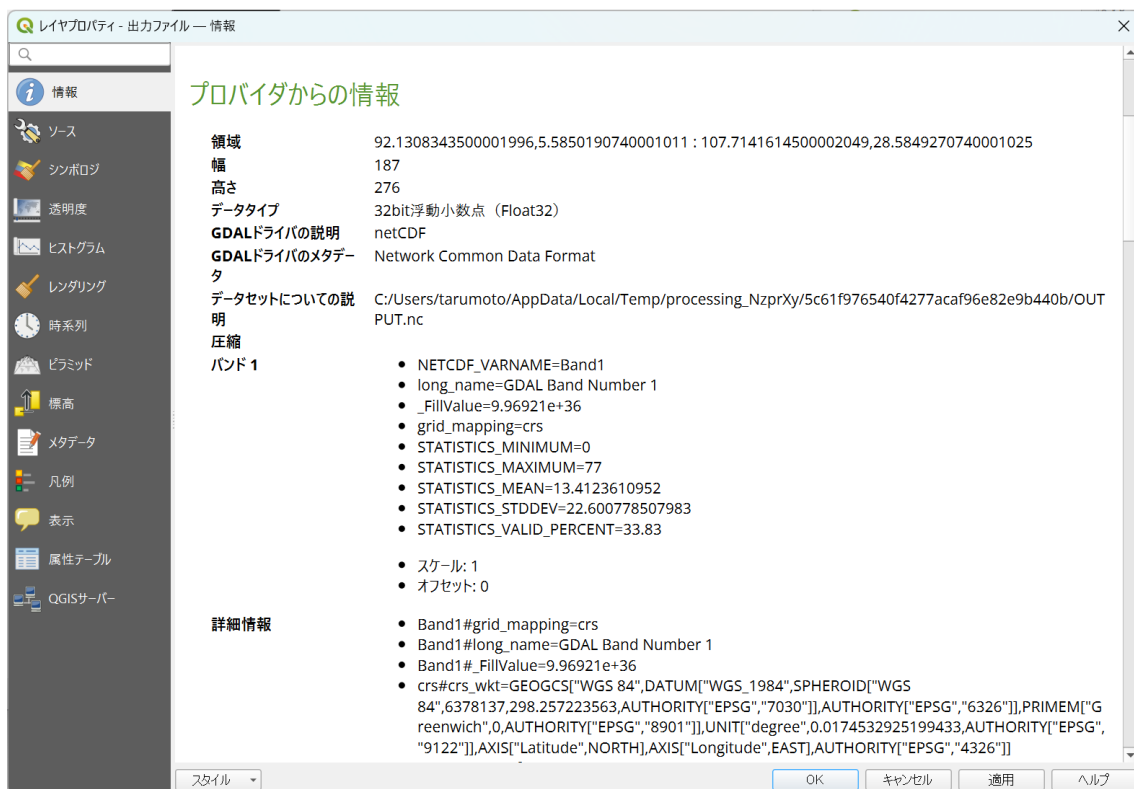 レイヤプロパティ - 出力ファイル — 情報
情報
ソース
シンボロジ
透明度
ヒストグラム
レンダリング
時系列
ピラミッド
標高
メタデータ
凡例
表示
属性テーブル
QGISサーバー
プロバイダからの情報
領域 92.1308343500001996,5.5850190740001011 : 107.7141614500002049,28.5849270740001025
幅 187
高さ 276
データタイプ 32bit浮動小数点（Float32）
GDALドライバの説明 netCDF
GDALドライバのメタデー Network Common Data Format
タ
データセットについての説 C:/Users/tarumoto/AppData/Local/Temp/processing_NzprXy/5c61f976540f4277acaf96e82e9b440b/OUT
明 PUT.nc
圧縮
バンド 1
● NETCDF_VARNAME=Band1
● long_name=GDAL Band Number 1
● _FillValue=9.96921e+36
● grid_mapping=crs
● STATISTICS_MINIMUM=0
● STATISTICS_MAXIMUM=77
● STATISTICS_MEAN=13.4123610952
● STATISTICS_STDDEV=22.600778507983
● STATISTICS_VALID_PERCENT=33.83
● スケール: 1
● オフセット: 0
詳細情報
● Band1#grid_mapping=crs
● Band1#long_name=GDAL Band Number 1
● Band1#_FillValue=9.96921e+36
● crs#crs_wkt=GEOGCS["WGS 84",DATUM["WGS_1984",SPHEROID["WGS
84",6378137,298.257223563,AUTHORITY["EPSG","7030"]],AUTHORITY["EPSG","6326"]],PRIMEM["G
reenwich",0,AUTHORITY["EPSG","8901"]],UNIT["degree",0.0174532925199433,AUTHORITY["EPSG",
"9122"]],AXIS["Latitude",NORTH],AXIS["Longitude",EAST],AUTHORITY["EPSG","4326"]]
スタイル
OK
キャンセル
適用
ヘルプ